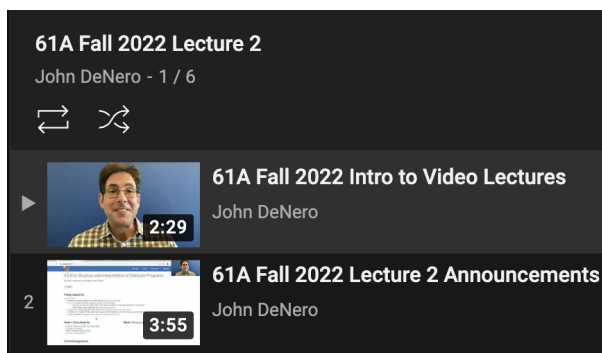 61A Fall 2022 Lecture 2
John DeNero - 1 / 6
61A Fall 2022 Intro to Video Lectures
2:29
John DeNero
61A Fall 2022 Lecture 2 Announcements
2
3:55
John DeNero